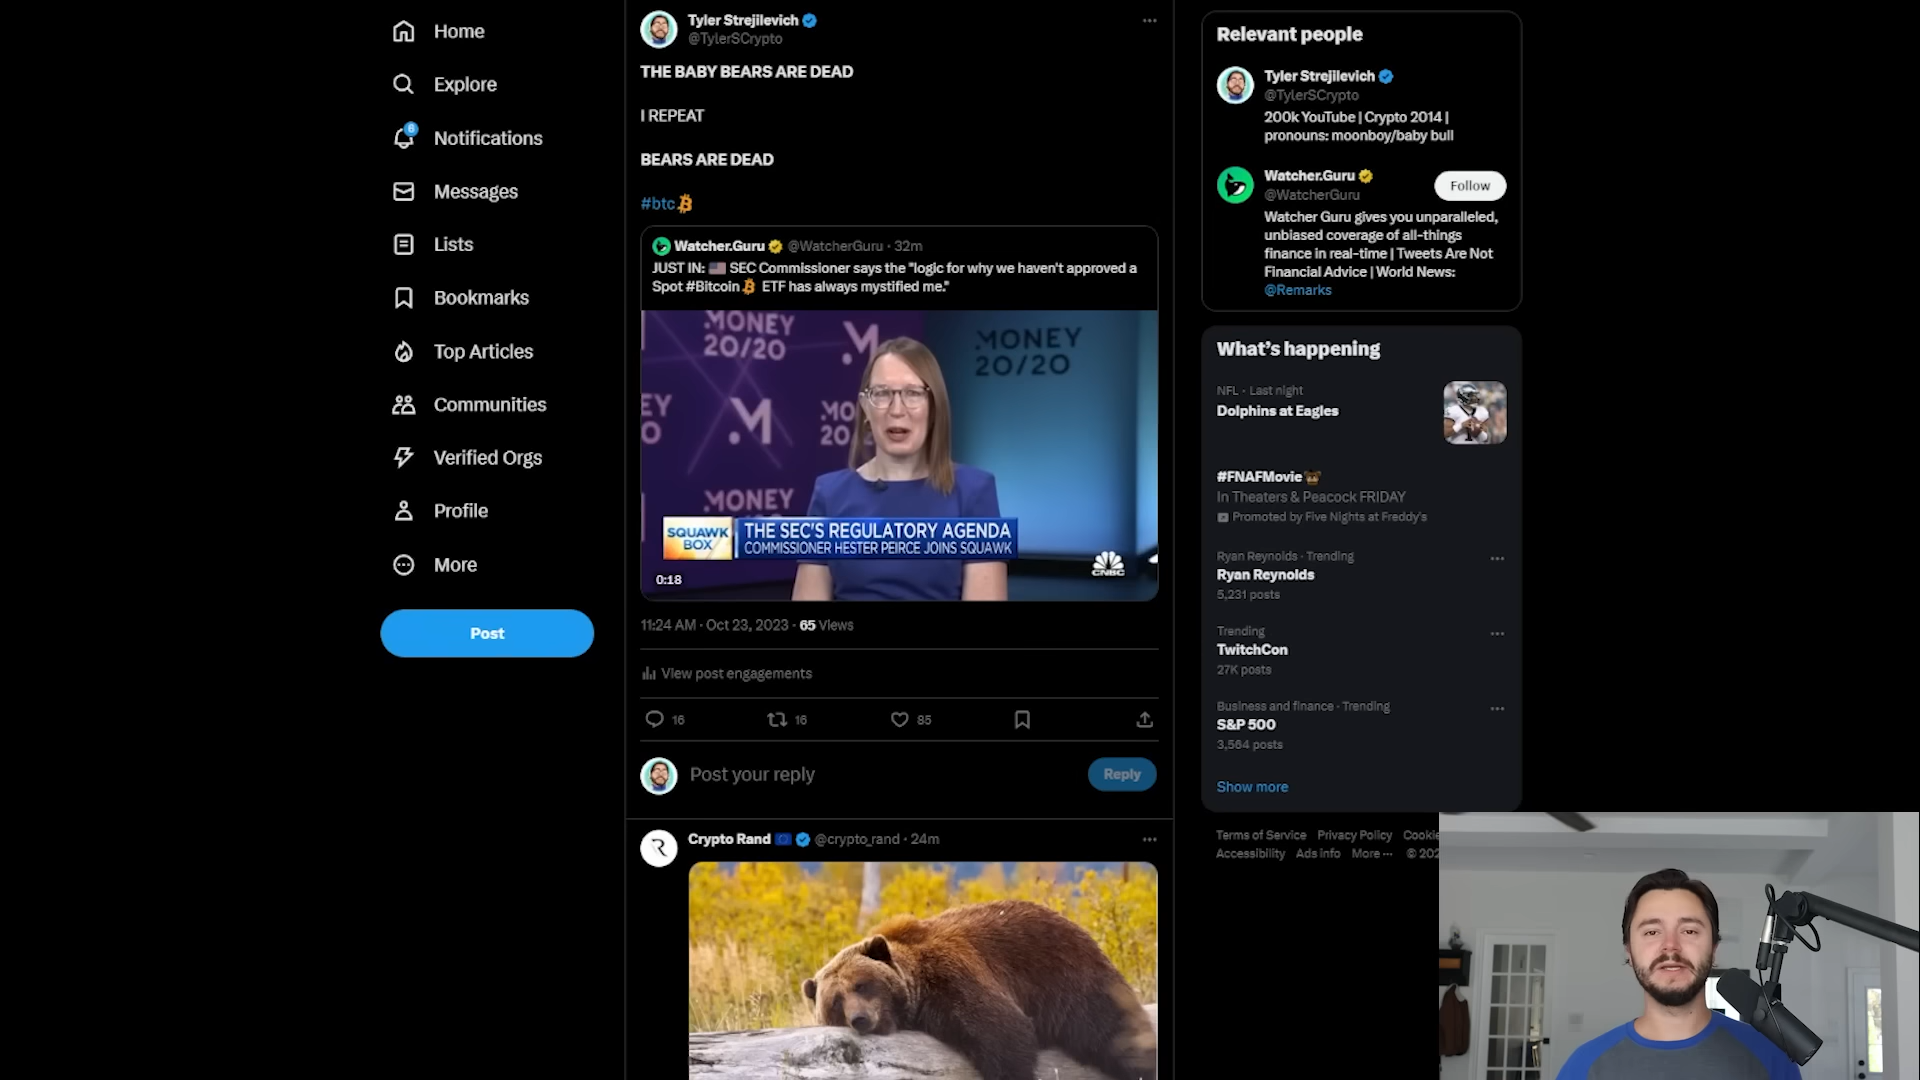 Home
Explore
6
Notifications
Messages
Lists
Bookmarks
Top Articles
Communities
Verified Orgs
Profile
More
Post
Tyler Strejilevich
@TylerSCrypto
THE BABY BEARS ARE DEAD
I REPEAT
BEARS ARE DEAD
#btc
Watcher.Guru @WatcherGuru · 32m
JUST IN: SEC Commissioner says the "logic for why we haven't approved a
Spot #Bitcoin ETF has always mystified me."
MONEY
20/20
MONEY
20/20
MONEY
SQUAWK
BOX
THE SEC'S REGULATORY AGENDA
COMMISSIONER HESTER PEIRCE JOINS SQUAWK
CNBC
0:18
11:24 AM · Oct 23, 2023 · 65 Views
View post engagements
16
16
85
Post your reply
Reply
Crypto Rand @crypto_rand · 24m
Relevant people
Tyler Strejilevich
@TylerSCrypto
200k YouTube | Crypto 2014 |
pronouns: moonboy/baby bull
Watcher.Guru
@WatcherGuru
Follow
Watcher Guru gives you unparalleled,
unbiased coverage of all-things
finance in real-time | Tweets Are Not
Financial Advice | World News:
@Remarks
What's happening
NFL · Last night
Dolphins at Eagles
#FNAFMovie
In Theaters & Peacock FRIDAY
Promoted by Five Nights at Freddy's
Ryan Reynolds · Trending
Ryan Reynolds
5,231 posts
Trending
TwitchCon
27K posts
Business and finance · Trending
S&P 500
3,564 posts
Show more
Terms of Service Privacy Policy Cookie
Accessibility Ads info More ··· © 202